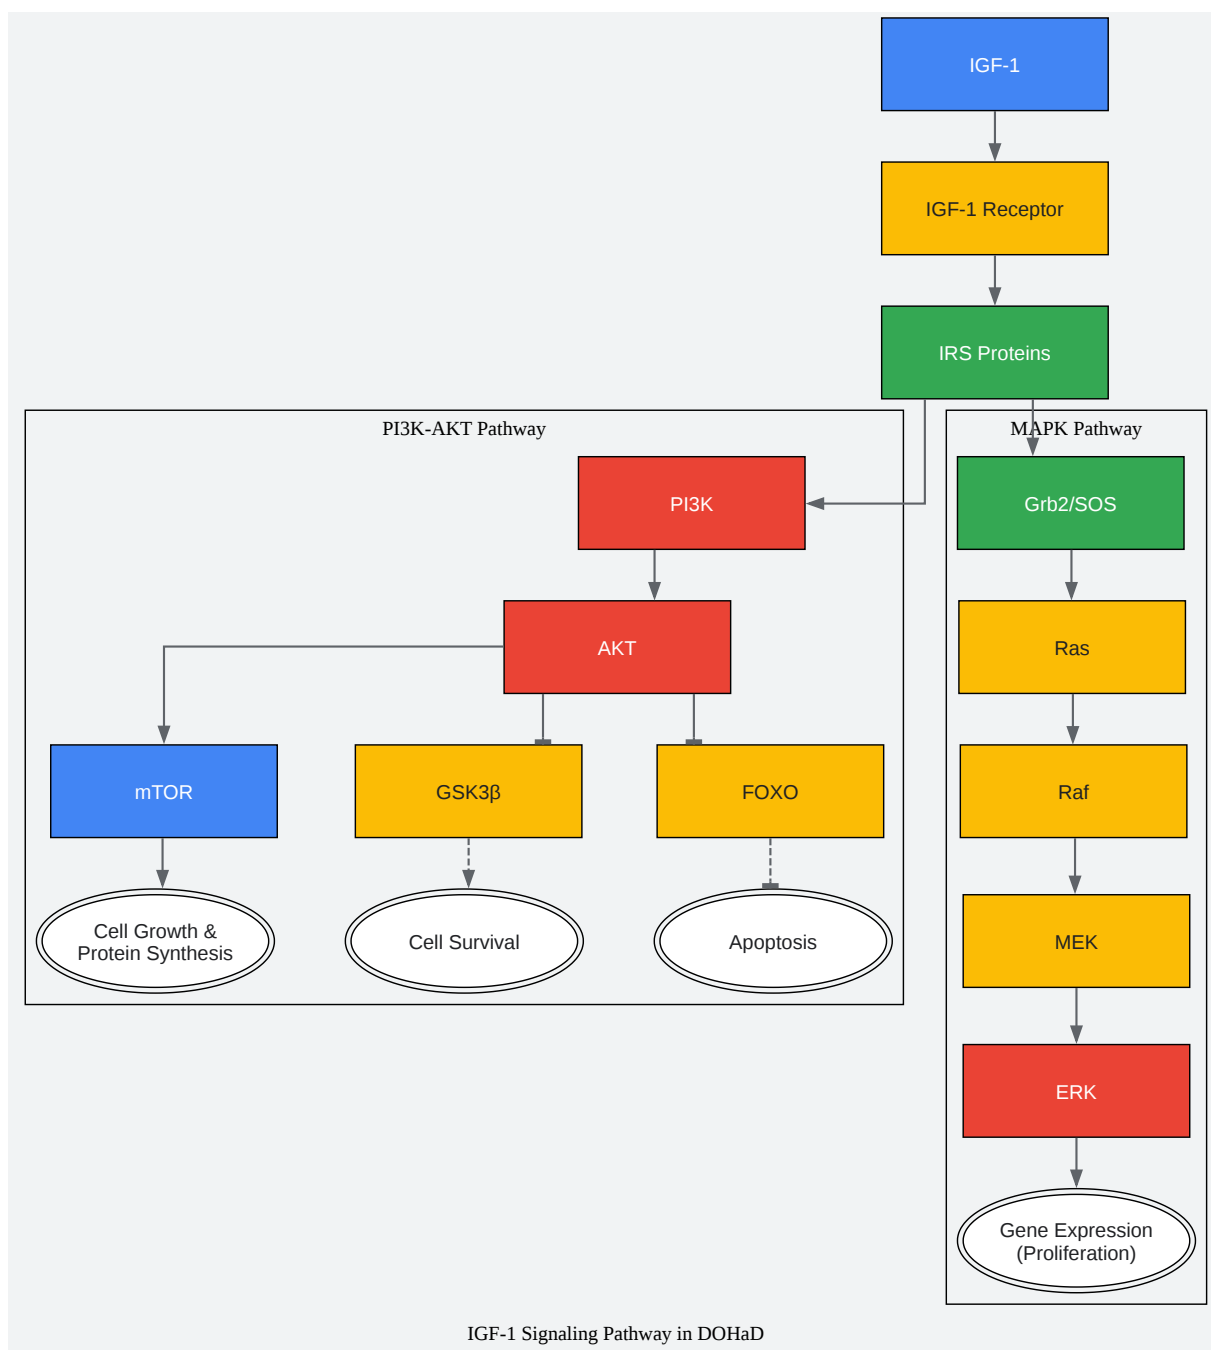 IGF-1
IGF-1 Receptor
IRS Proteins
PI3K-AKT Pathway
PI3K
AKT
mTOR
GSK3β
FOXO
Cell Growth &
Protein Synthesis
Cell Survival
Apoptosis
MAPK Pathway
Grb2/SOS
Ras
Raf
MEK
ERK
Gene Expression
(Proliferation)
IGF-1 Signaling Pathway in DOHaD